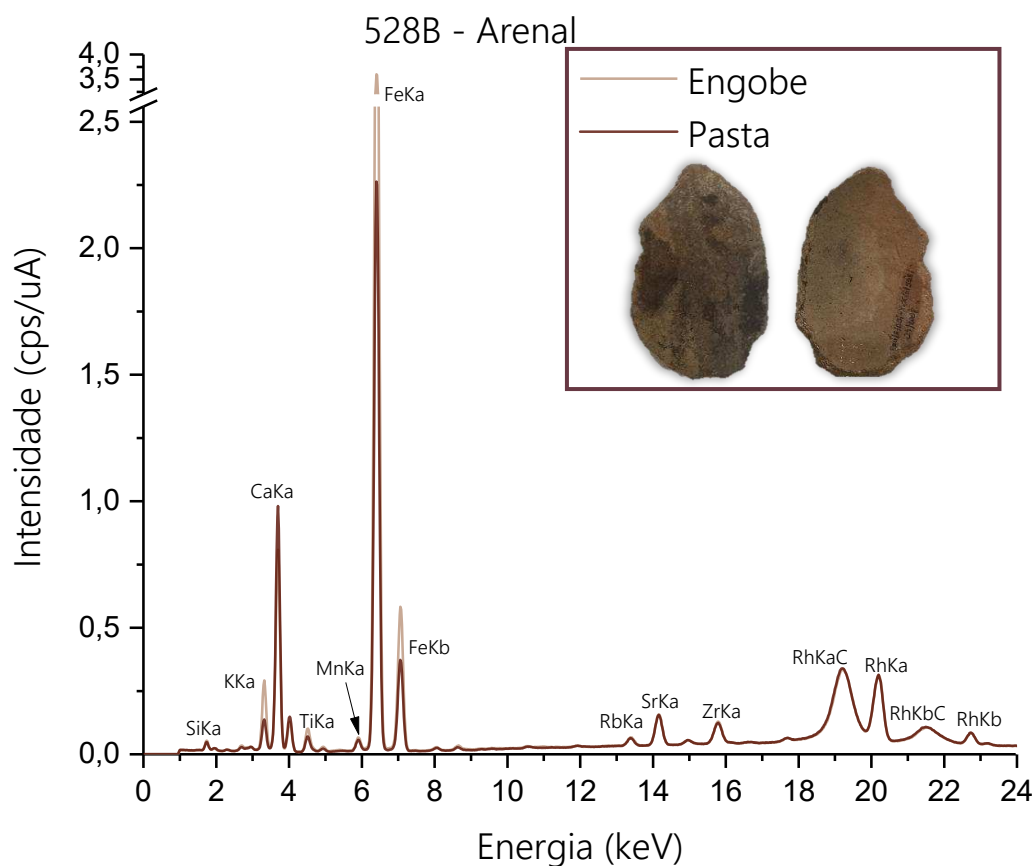 528B - Arenal
Engobe
Pasta
4,0
3,5
2,5
2,0
1,5
1,0
0,5
0,0
Intensidade (cps/uA)
FeKa
CaKa
KKa
SiKa
TiKa
MnKa
FeKb
RbKa
SrKa
ZrKa
RhKaC
RhKa
RhKbC
RhKb
0 2 4 6 8 10 12 14 16 18 20 22 24
Energia (keV)